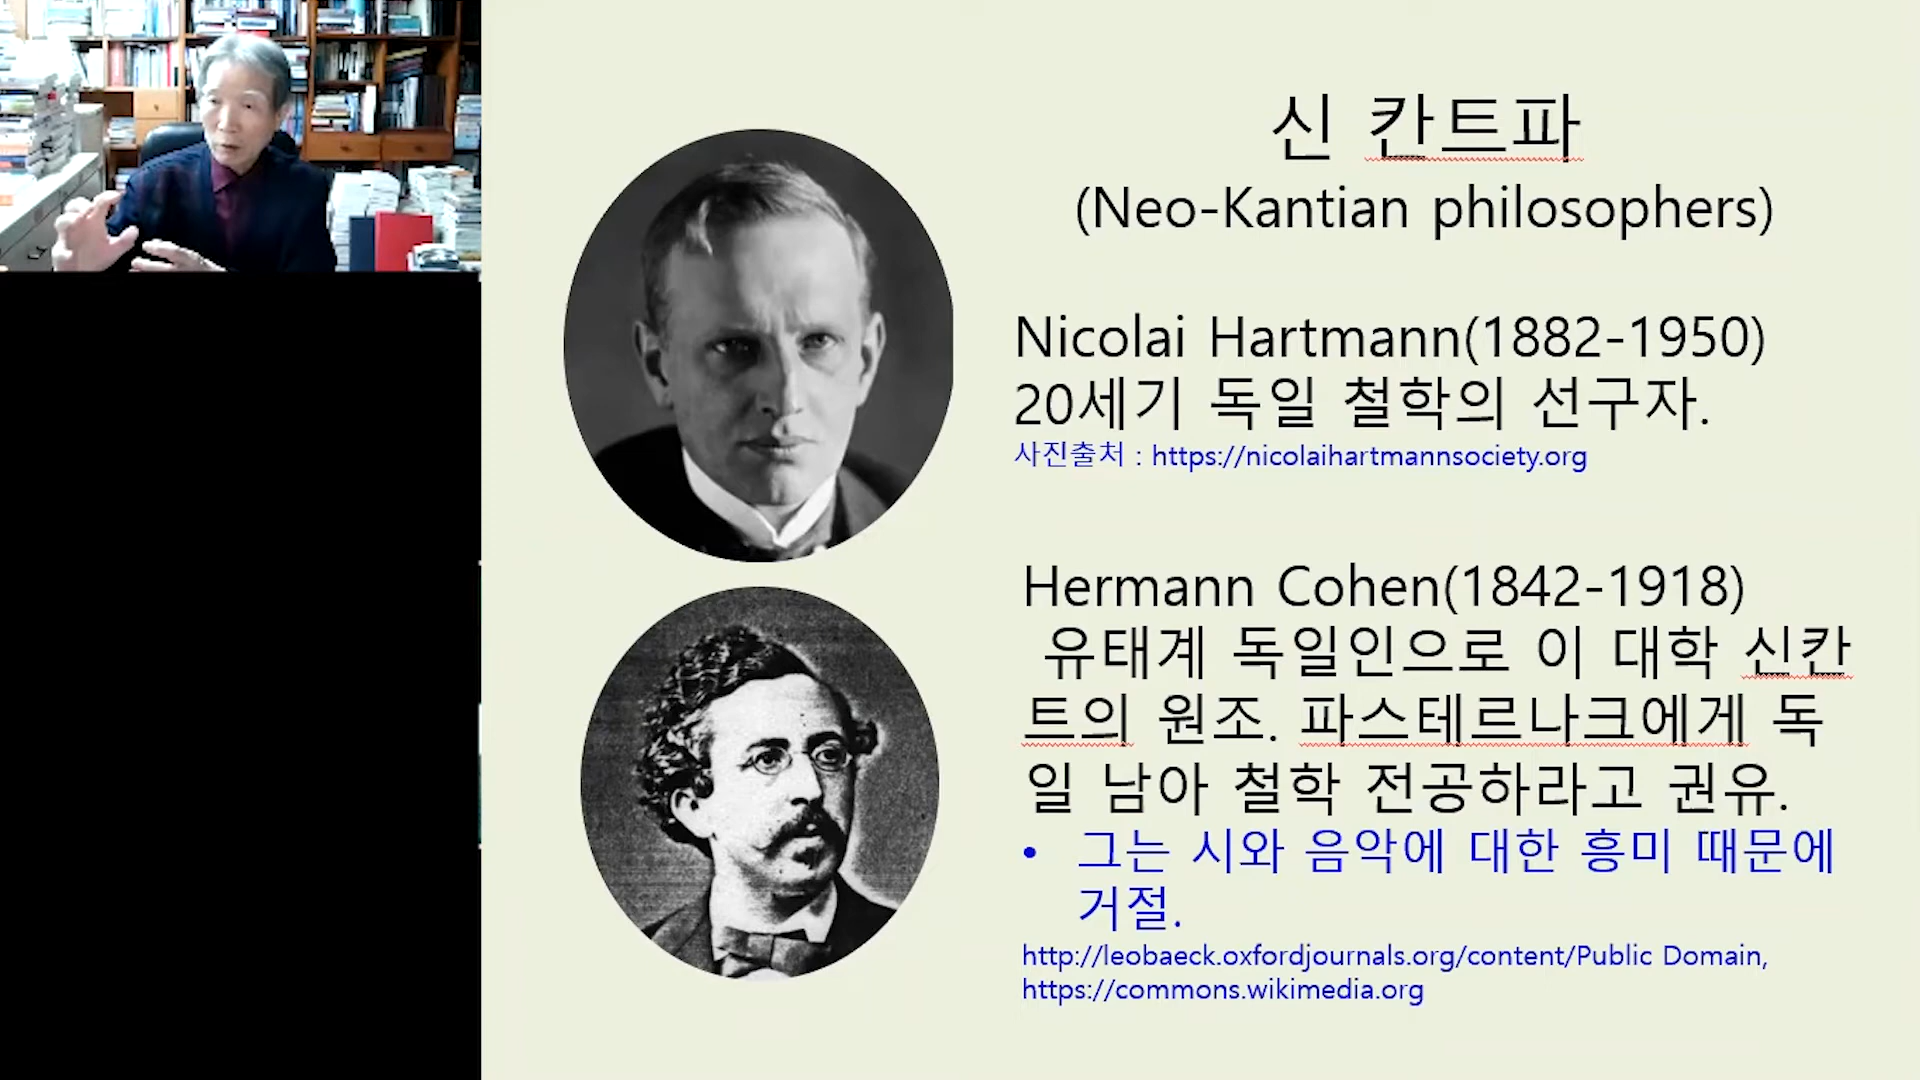 신 칸트파
(Neo-Kantian philosophers)
Nicolai Hartmann(1882-1950)
20세기 독일 철학의 선구자.
사진출처 : https://nicolaihartmannsociety.org
Hermann Cohen(1842-1918)
유태계 독일인으로 이 대학 신칸
트의 원조. 파스테르나크에게 독
일 남아 철학 전공하라고 권유.
• 그는 시와 음악에 대한 흥미 때문에
거절.
http://leobaeck.oxfordjournals.org/content/Public Domain,
https://commons.wikimedia.org